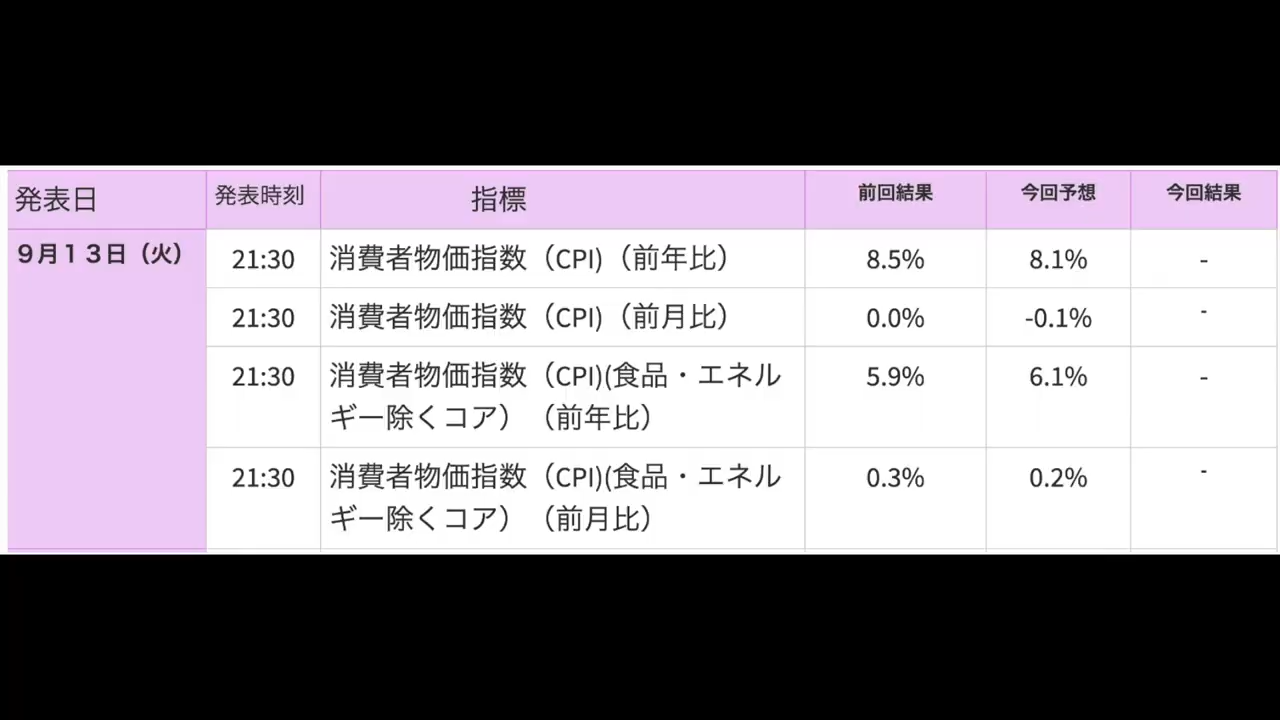 発表日 発表時刻 指標 前回結果 今回予想 今回結果
９月１３日（火） 21:30 消費者物価指数（CPI)（前年比） 8.5% 8.1% -
21:30 消費者物価指数（CPI)（前月比） 0.0% -0.1% -
21:30 消費者物価指数（CPI)(食品・エネル 5.9% 6.1% -
ギー除くコア）（前年比）
21:30 消費者物価指数（CPI)(食品・エネル 0.3% 0.2% -
ギー除くコア）（前月比）